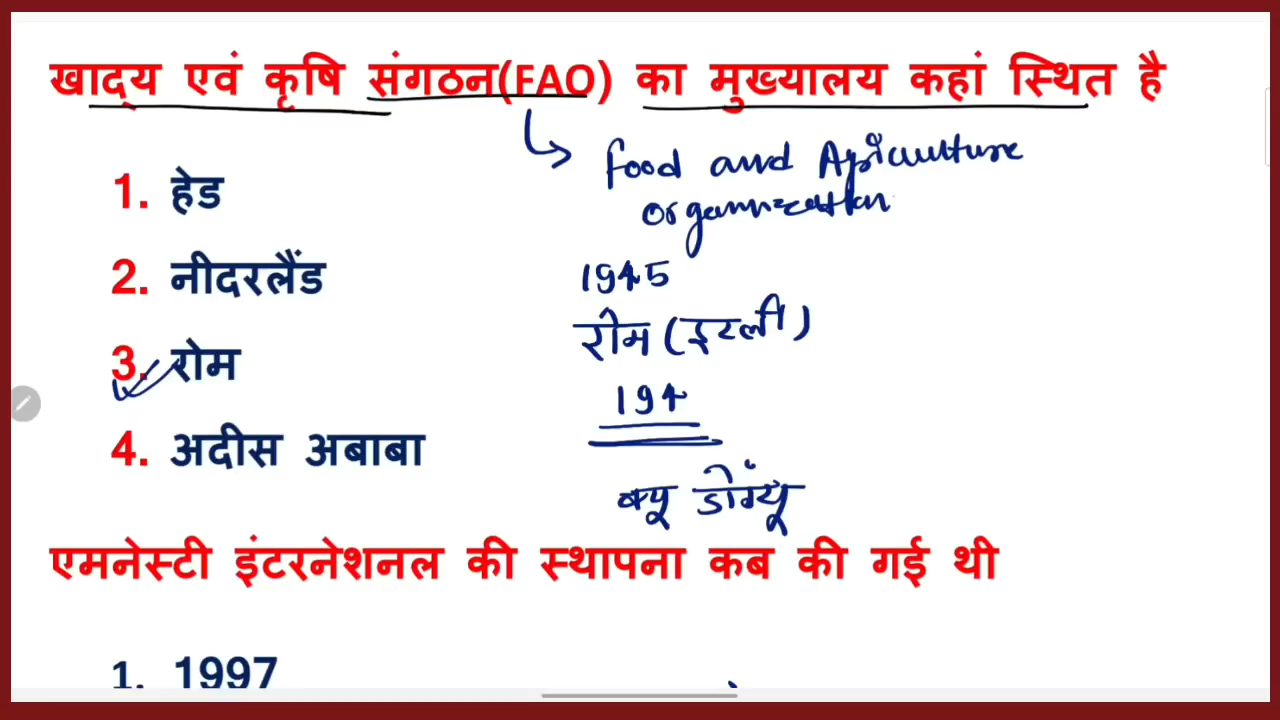 खाद्य एवं कृषि संगठन(FAO) का मुख्यालय कहां स्थित है
food and Agriculture
organization
1. हेड
2. नीदरलैंड
1945
रोम (इटली)
3. रोम
194
4. अदीस अबाबा
क्यू डोंग्यू
एमनेस्टी इंटरनेशनल की स्थापना कब की गई थी
1. 1997